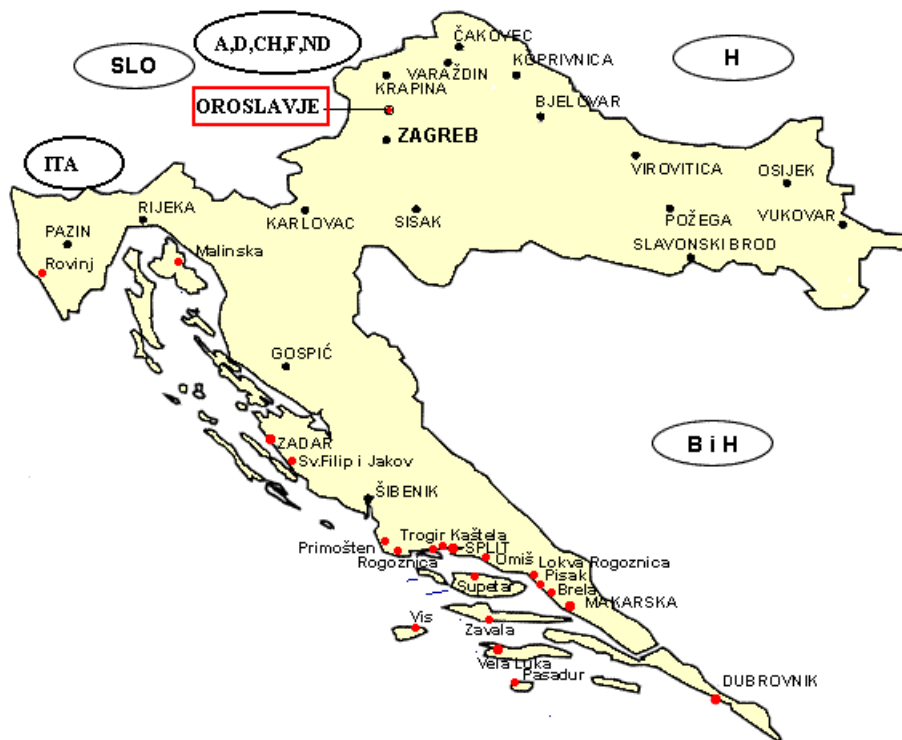 A,D,CH,F,ND
ČAKOVEC
SLO
H
VARAŽDIN
KOPRIVNICA
KRAPINA
OROSLAVJE
BJELOVAR
ZAGREB
ITA
VIROVITICA
OSIJEK
RIJEKA
KARLOVAC
SISAK
POŽEGA
VUKOVAR
PAZIN
Malinska
SLAVONSKI BROD
Rovinj
GOSPIĆ
ZADAR
B i H
Sv.Filip i Jakov
ŠIBENIK
Trogir Kaštela
Primošten
SPLIT
Rogoznica
Omiš
Lokva Rogoznica
Pisak
Supeta
Brela
MAKARSKA
Vis
Zavala
Vela Luka
Pasadur
DUBROVNIK